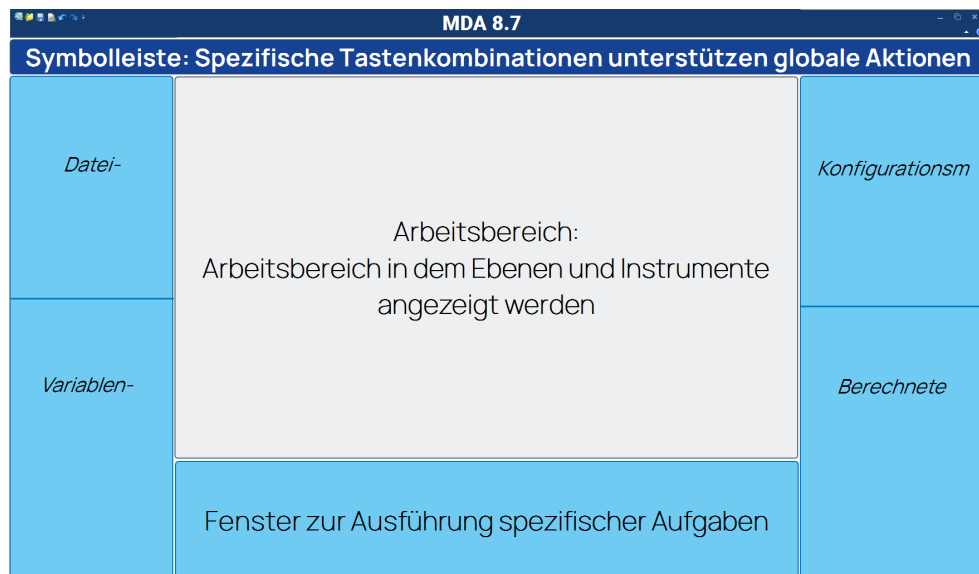 MDA 8.7
Symbolleiste: Spezifische Tastenkombinationen unterstützen globale Aktionen
Datei-
Arbeitsbereich:
Arbeitsbereich in dem Ebenen und Instrumente
angezeigt werden
Konfigurationsm
Variablen-
Berechnete
Fenster zur Ausführung spezifischer Aufgaben